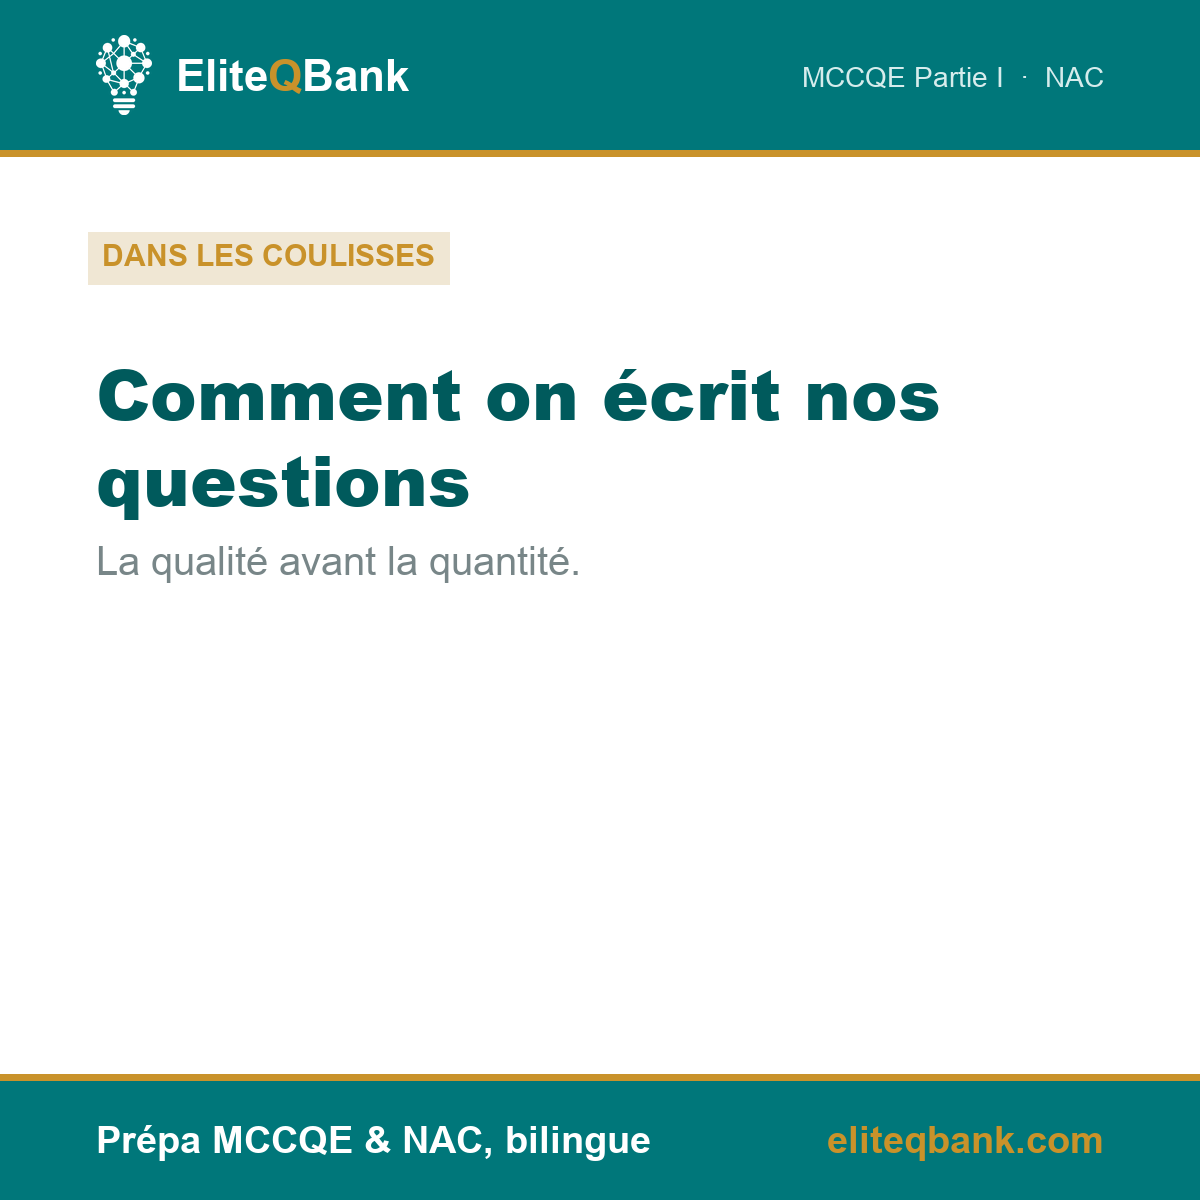 EliteQBank
MCCQE Partie I · NAC
DANS LES COULISSES
Comment on écrit nos
questions
La qualité avant la quantité.
Prépa MCCQE & NAC, bilingue
eliteqbank.com